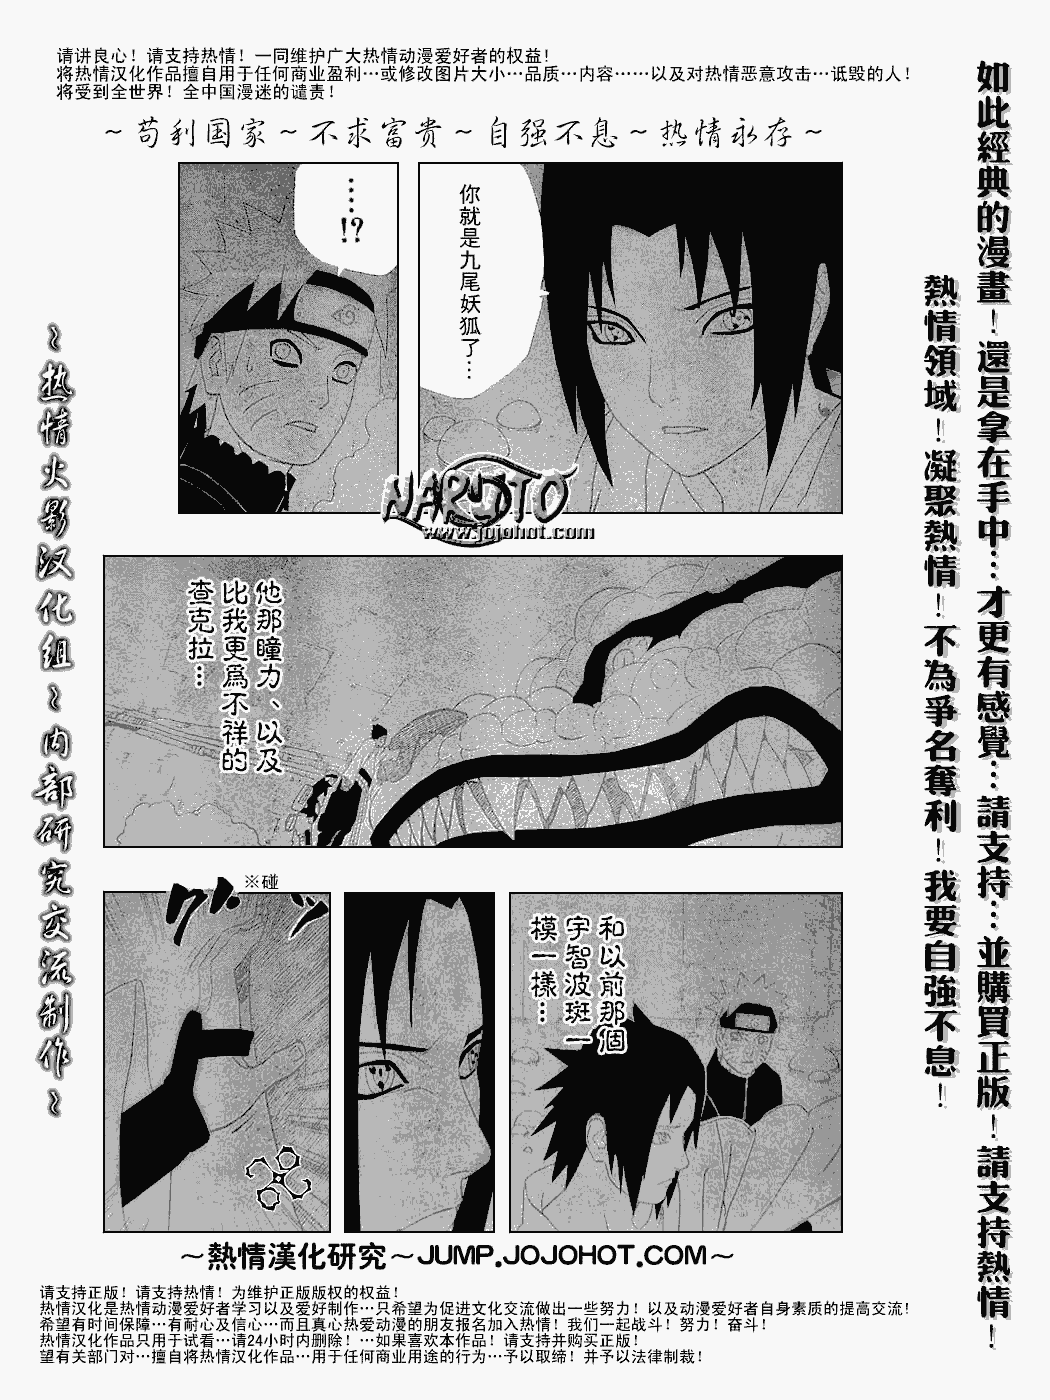 请讲良心！请支持热情！一同维护广大热情动漫爱好者的权益！
将热情汉化作品擅自用于任何商业盈利…或修改图片大小…品质…内容……以及对热情恶意攻击…诋毁的人！
将受到全世界！全中国漫迷的谴责！
～苟利国家～不求富贵～自强不息～热情永存～
如此經典的漫畫！還是拿在手中…才更有感覺…請支持…並購買正版！請支持熱情！
熱情領域！凝聚熱情！不為爭名奪利！我要自強不息！
～热情火影汉化组～内部研究交流制作～
你就是九尾妖狐了…
……!?
NARUTO
www.jojohot.com
他那瞳力、以及
比我更爲不祥的
查克拉…
和以前那個
宇智波斑一
模一樣…
※碰
グッ
～熱情漢化研究～JUMP.JOJOHOT.COM～
请支持正版！请支持热情！为维护正版版权的权益！
热情汉化是热情动漫爱好者学习以及爱好制作…只希望为促进文化交流做出一些努力！以及动漫爱好者自身素质的提高交流！
希望有时间保障…有耐心及信心…而且真心热爱动漫的朋友报名加入热情！我们一起战斗！努力！奋斗！
热情汉化作品只用于试看…请24小时内删除！…如果喜欢本作品！请支持并购买正版！
望有关部门对…擅自将热情汉化作品…用于任何商业用途的行为…予以取缔！并予以法律制裁！